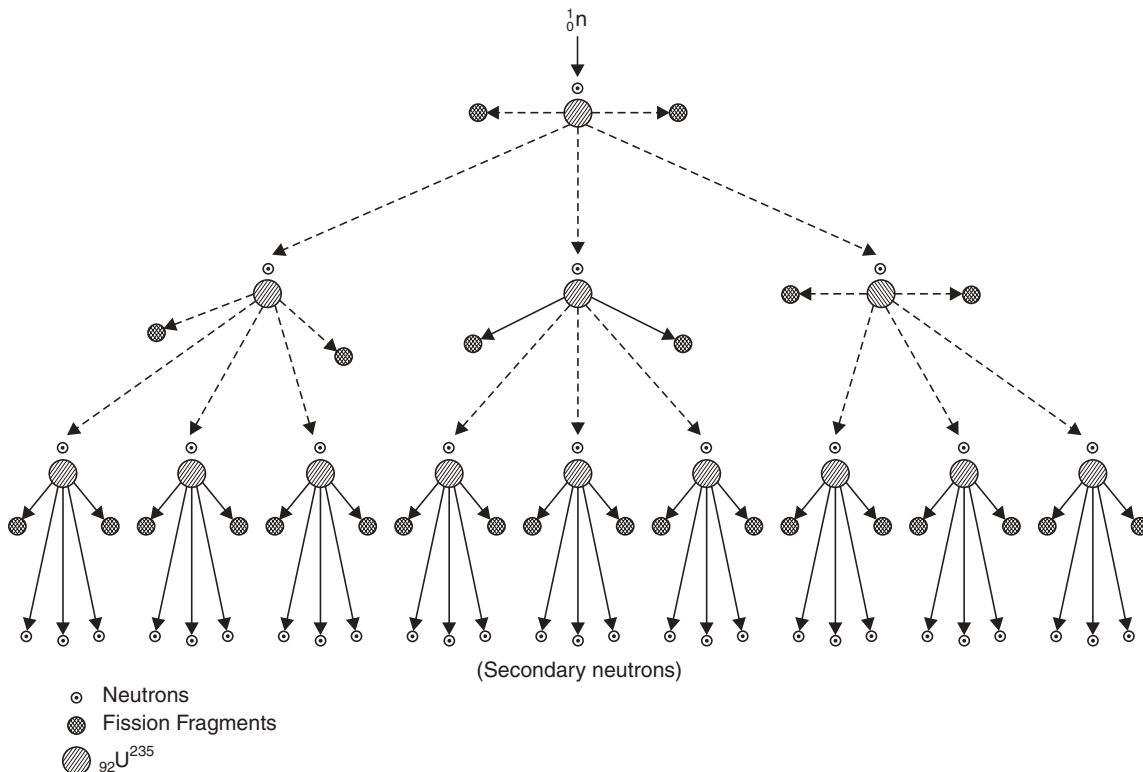 ¹₀n
(Secondary neutrons)
Neutrons
Fission Fragments
₉₂U²³⁵